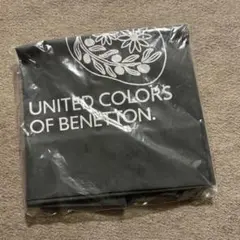 UNITED COLORS
OF BENETTON.